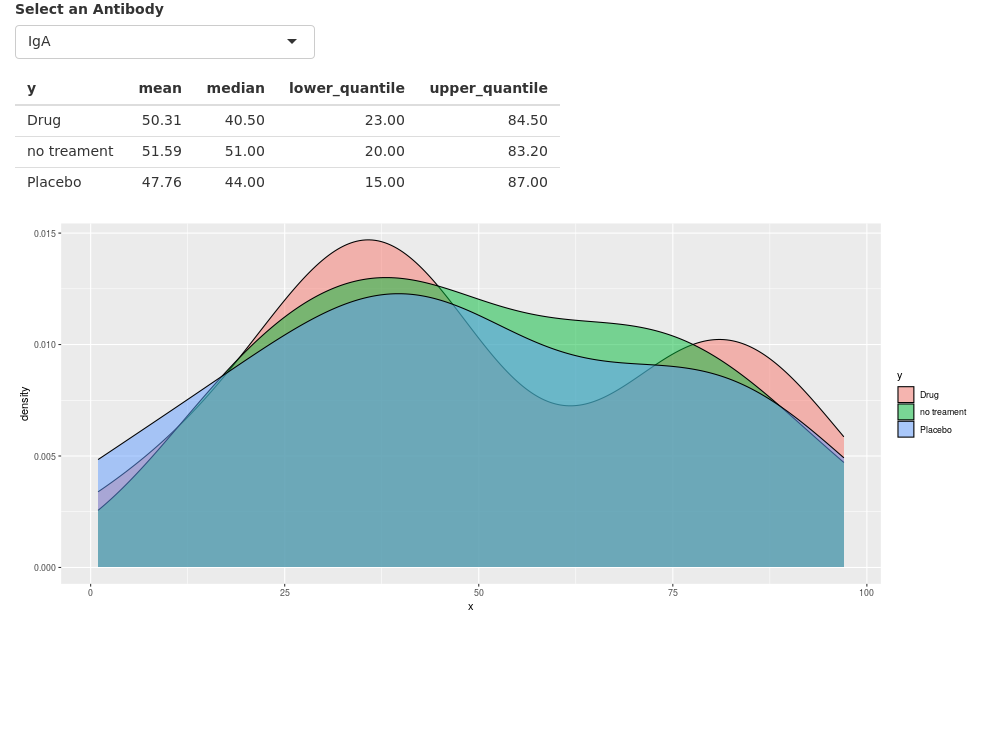 Select an Antibody
IgA
y mean median lower_quantile upper_quantile
Drug 50.31 40.50 23.00 84.50
no treament 51.59 51.00 20.00 83.20
Placebo 47.76 44.00 15.00 87.00
0.015
0.010
0.005
0.000
density
0 25 50 75 100
x
y
Drug
no treament
Placebo